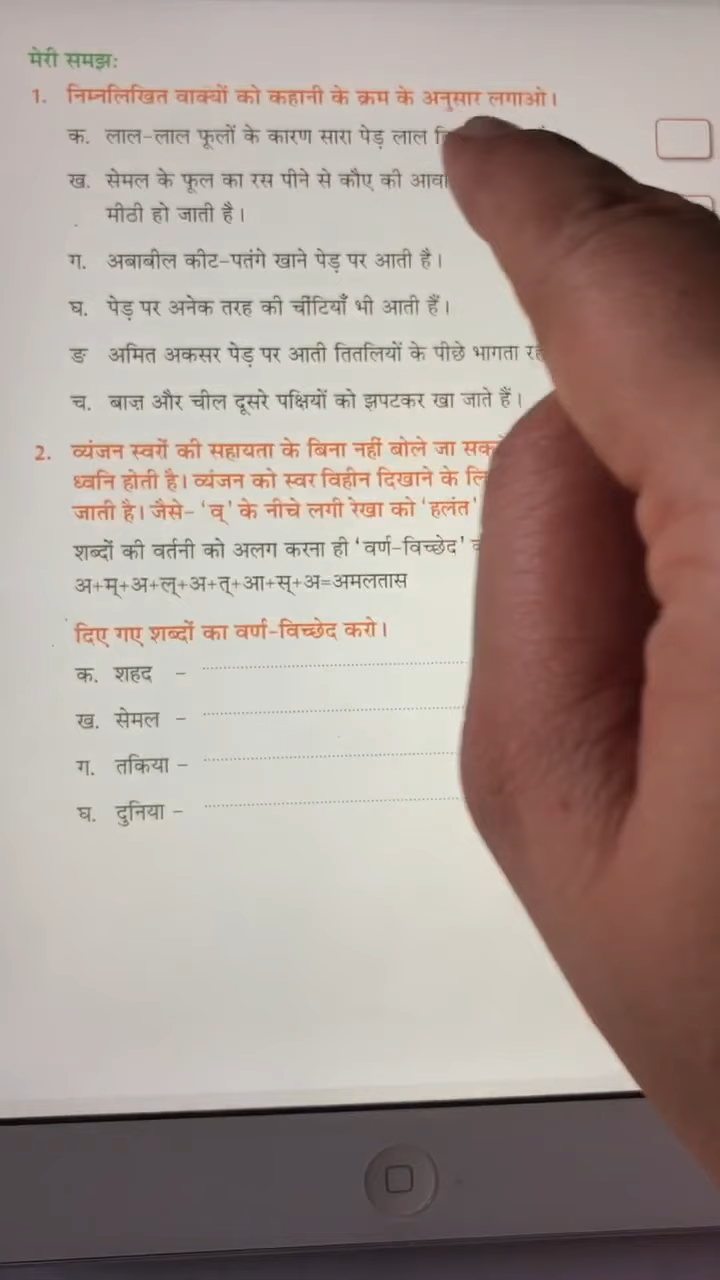 मेरी समझः
1. निम्नलिखित वाक्यों को कहानी के क्रम के अनुसार लगाओ।
क. लाल-लाल फूलों के कारण सारा पेड़ लाल
ख. सेमल के फूल का रस पीने से कौए की
मीठी हो जाती है।
ग. अबाबील कीट-पतंगे खाने पेड़ पर आती है।
घ. पेड़ पर अनेक तरह की चींटियाँ भी आती हैं।
ङ अमित अकसर पेड़ पर आती तितलियों के पीछे भागता
च. बाज़ और चील दूसरे पक्षियों को झपटकर खा जाते हैं।
2. व्यंजन स्वरों की सहायता के बिना नहीं बोले जा
ध्वनि होती है। व्यंजन को स्वर विहीन दिखाने के
जाती है। जैसे- 'व्' के नीचे लगी रेखा को 'हलंत'
शब्दों की वर्तनी को अलग करना ही 'वर्ण-विच्छेद'
अ+म्+अ+ल्+अ+त्+आ+स्+अ=अमलतास
दिए गए शब्दों का वर्ण-विच्छेद करो।
क. शहद -
ख. सेमल -
ग. तकिया -
घ. दुनिया -